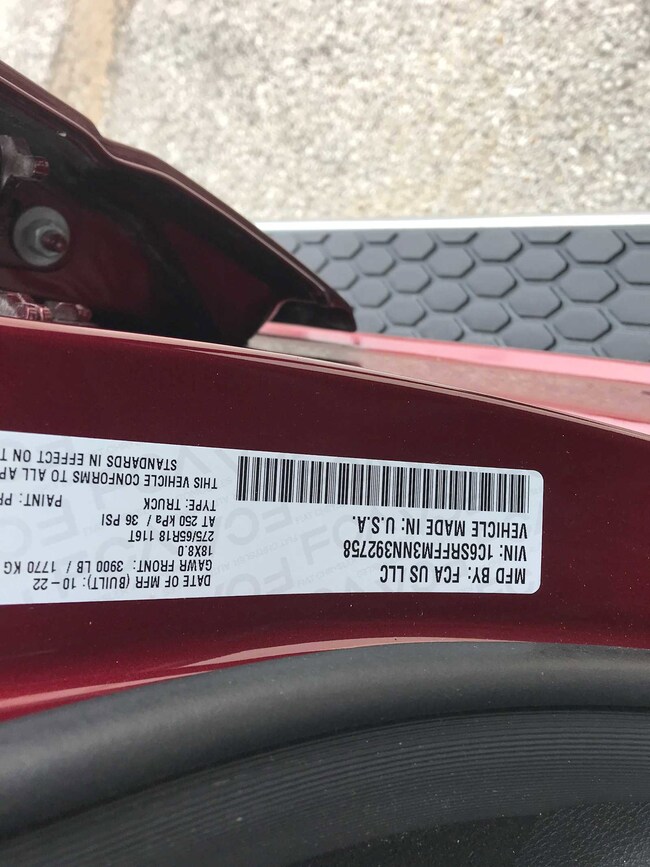 MFD BY: FCA US LLC
DATE OF MFR (BUILT): 10-22
GAWR FRONT: 3900 LB / 1770 KG
VIN: 1C6SRFFM3NN392758
18X8.0
VEHICLE MADE IN: U.S.A.
275/65R18 116T
AT 250 kPa / 36 PSI
TYPE: TRUCK
PAINT: PR
THIS VEHICLE CONFORMS TO ALL AP
STANDARDS IN EFFECT ON T